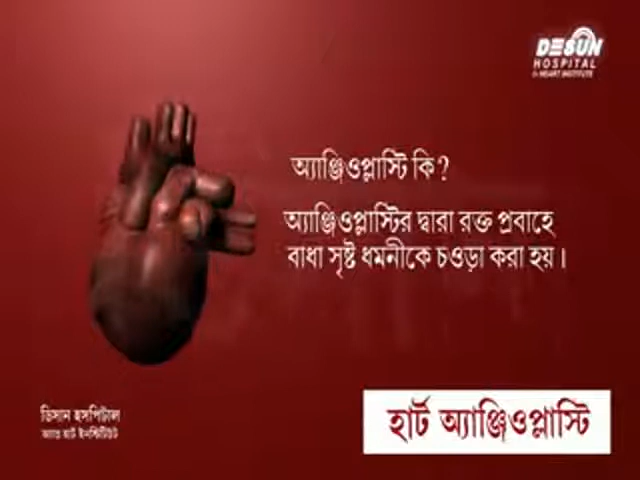 DESUN
HOSPITAL
& HEART INSTITUTE
অ্যাঞ্জিওপ্লাস্টি কি?
অ্যাঞ্জিওপ্লাস্টির দ্বারা রক্ত প্রবাহে
বাধা সৃষ্ট ধমনীকে চওড়া করা হয়।
ডিসান হসপিটাল
অ্যান্ড হার্ট ইনস্টিটিউট
হার্ট অ্যাঞ্জিওপ্লাস্টি